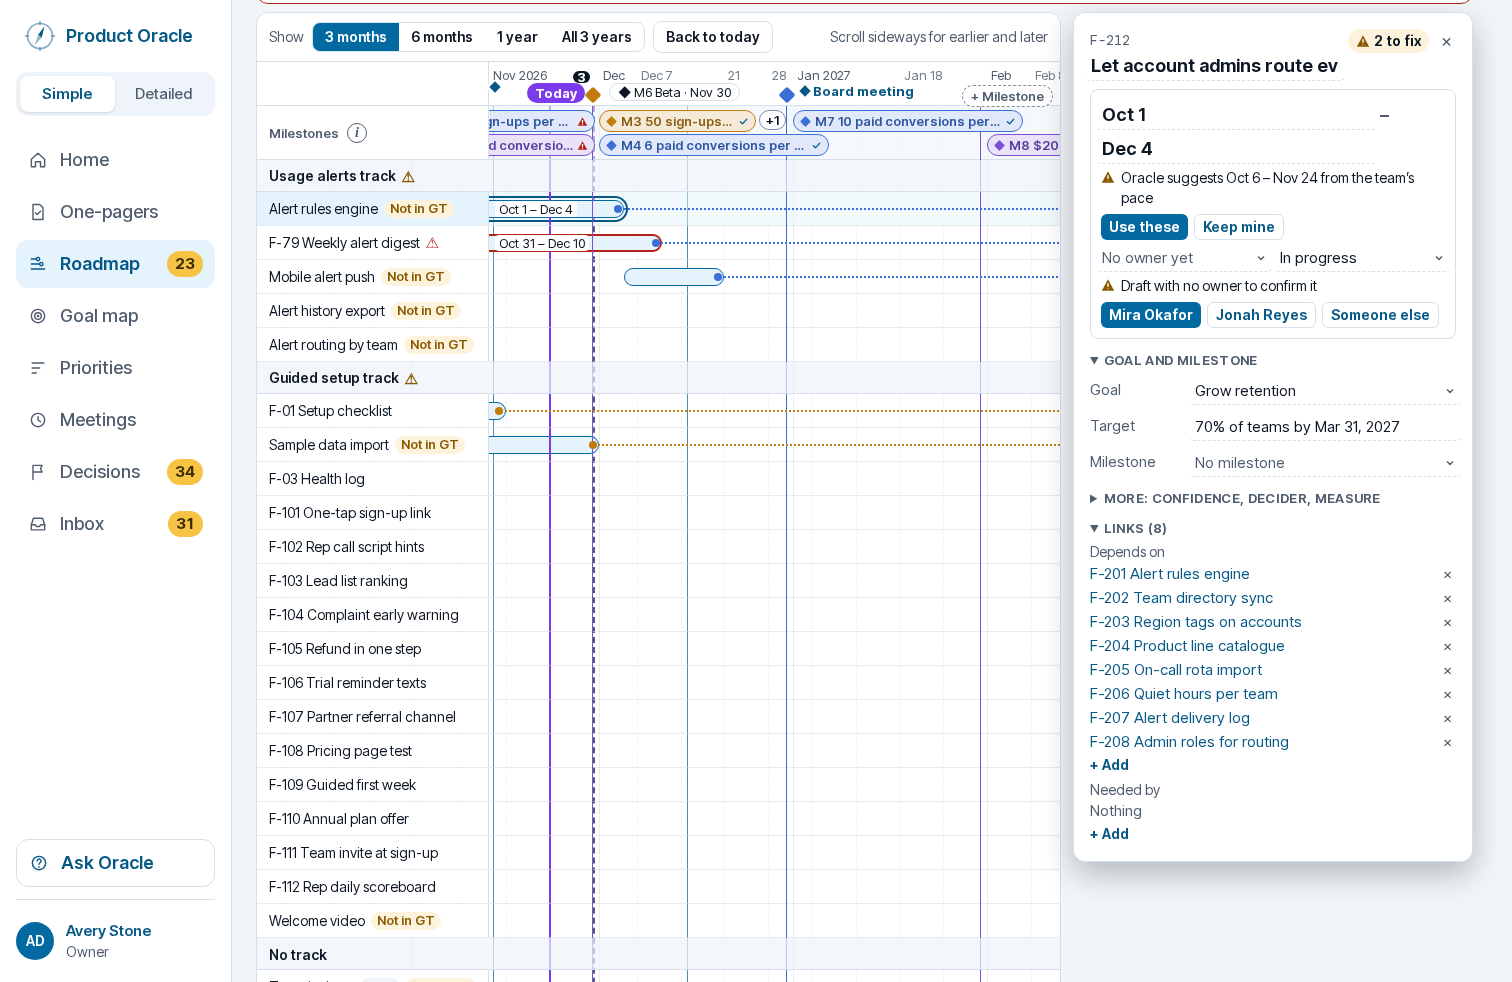 Product Oracle
Simple
Detailed
Home
One-pagers
Roadmap 23
Goal map
Priorities
Meetings
Decisions 34
Inbox 31
Ask Oracle
AD
Avery Stone
Owner
Show
3 months
6 months
1 year
All 3 years
Back to today
Scroll sideways for earlier and later
Nov 2026
3
Dec
Dec 7
21
28
Jan 2027
Jan 18
Feb
Feb
Today
M6 Beta · Nov 30
Board meeting
+ Milestone
Milestones i
gn-ups per ...
M3 50 sign-ups...
+1
M7 10 paid conversions per...
d conversio...
M4 6 paid conversions per ...
M8 $20
Usage alerts track
Alert rules engine Not in GT
Oct 1 – Dec 4
F-79 Weekly alert digest
Oct 31 – Dec 10
Mobile alert push Not in GT
Alert history export Not in GT
Alert routing by team Not in GT
Guided setup track
F-01 Setup checklist
Sample data import Not in GT
F-03 Health log
F-101 One-tap sign-up link
F-102 Rep call script hints
F-103 Lead list ranking
F-104 Complaint early warning
F-105 Refund in one step
F-106 Trial reminder texts
F-107 Partner referral channel
F-108 Pricing page test
F-109 Guided first week
F-110 Annual plan offer
F-111 Team invite at sign-up
F-112 Rep daily scoreboard
Welcome video Not in GT
No track
F-212
2 to fix
×
Let account admins route ev
Oct 1 –
Dec 4
Oracle suggests Oct 6 – Nov 24 from the team's
pace
Use these
Keep mine
No owner yet
In progress
Draft with no owner to confirm it
Mira Okafor
Jonah Reyes
Someone else
GOAL AND MILESTONE
Goal Grow retention
Target 70% of teams by Mar 31, 2027
Milestone No milestone
MORE: CONFIDENCE, DECIDER, MEASURE
LINKS (8)
Depends on
F-201 Alert rules engine ×
F-202 Team directory sync ×
F-203 Region tags on accounts ×
F-204 Product line catalogue ×
F-205 On-call rota import ×
F-206 Quiet hours per team ×
F-207 Alert delivery log ×
F-208 Admin roles for routing ×
+ Add
Needed by
Nothing
+ Add